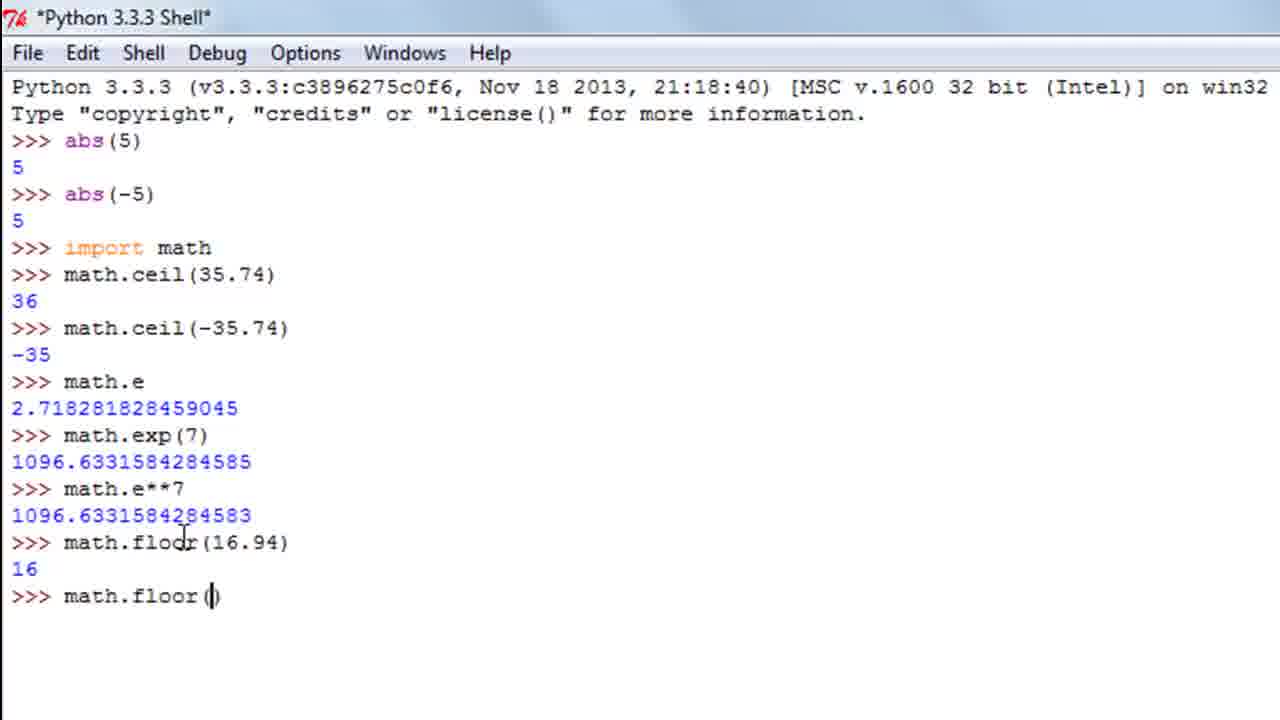 *Python 3.3.3 Shell*
File Edit Shell Debug Options Windows Help
Python 3.3.3 (v3.3.3:c3896275c0f6, Nov 18 2013, 21:18:40) [MSC v.1600 32 bit (Intel)] on win32
Type "copyright", "credits" or "license()" for more information.
>>> abs(5)
5
>>> abs(-5)
5
>>> import math
>>> math.ceil(35.74)
36
>>> math.ceil(-35.74)
-35
>>> math.e
2.718281828459045
>>> math.exp(7)
1096.6331584284585
>>> math.e**7
1096.6331584284583
>>> math.floor(16.94)
16
>>> math.floor()